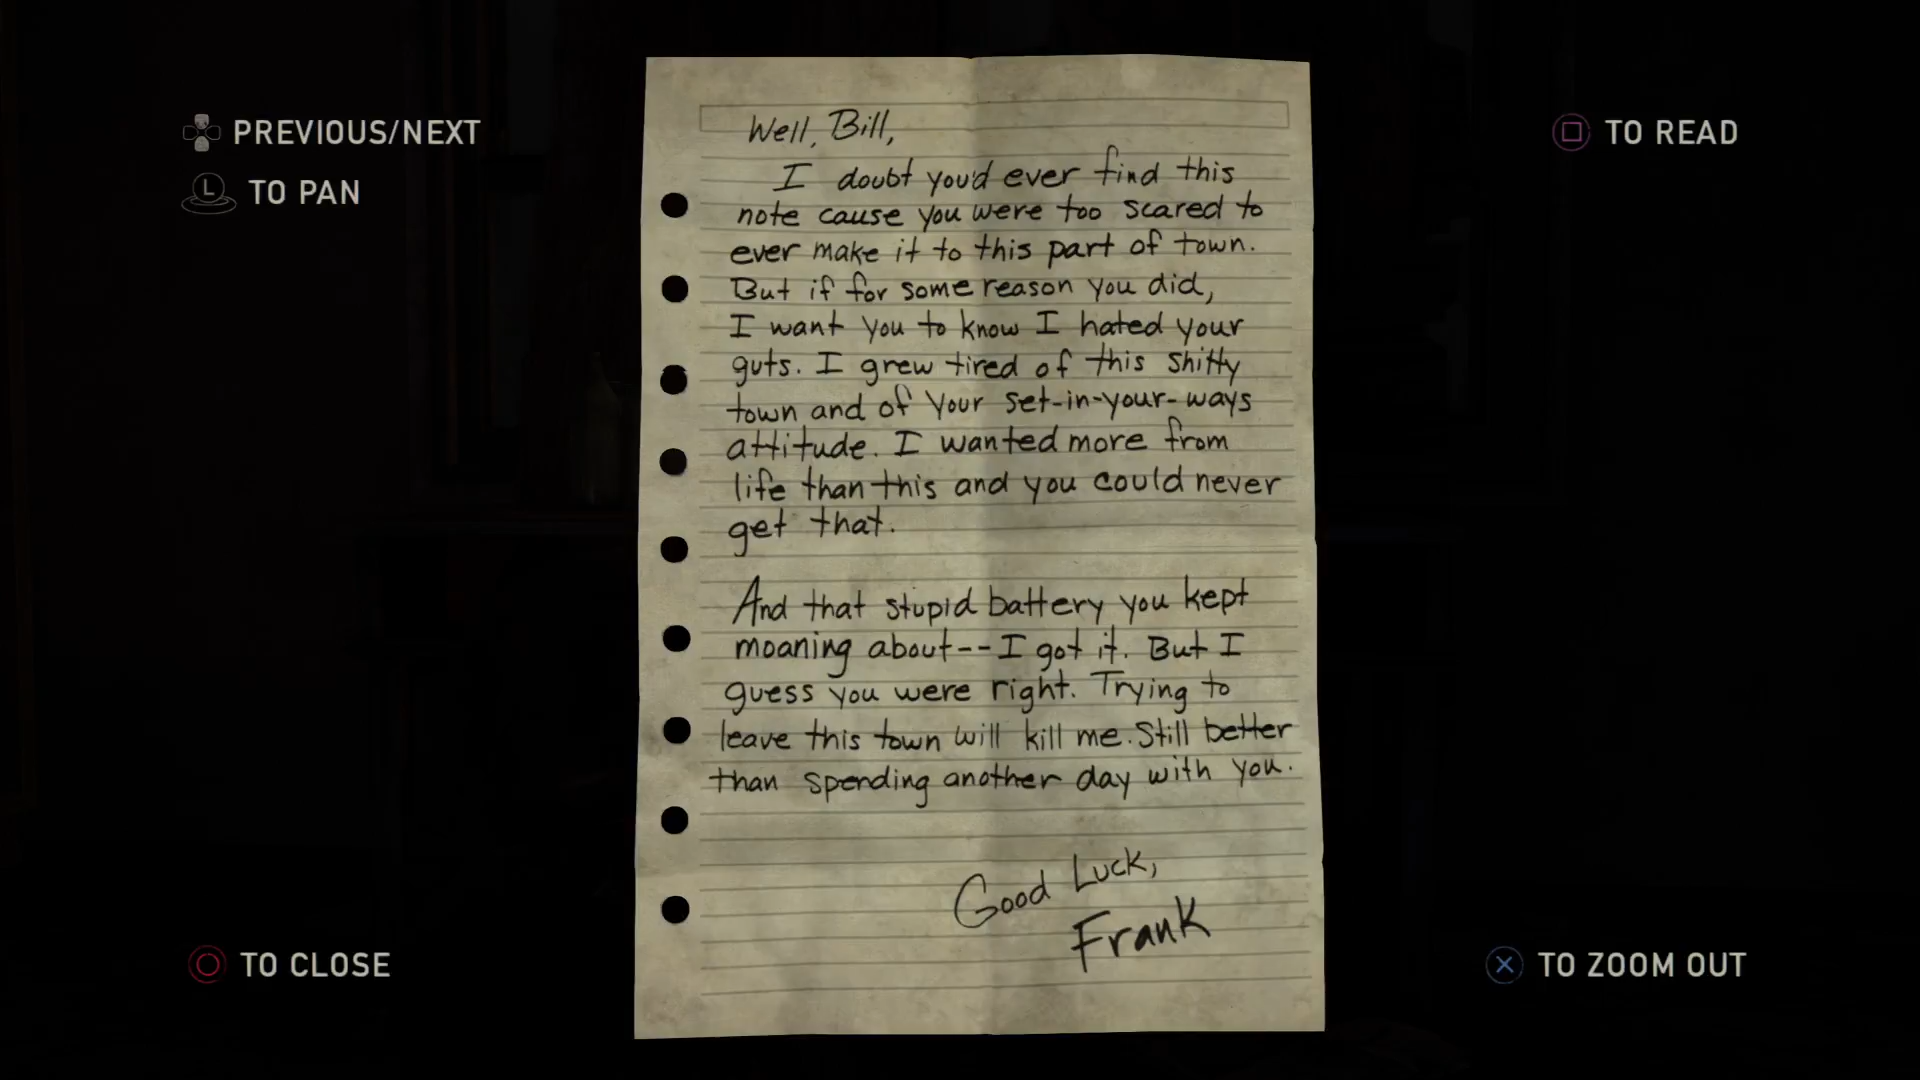 PREVIOUS/NEXT
L TO PAN
TO READ
Well, Bill,
I doubt you'd ever find this
note cause you were too scared to
ever make it to this part of town.
But if for some reason you did,
I want you to know I hated your
guts. I grew tired of this shitty
town and of your set-in-your-ways
attitude. I wanted more from
life than this and you could never
get that.
And that stupid battery you kept
moaning about--I got it. But I
guess you were right. Trying to
leave this town will kill me. Still better
than spending another day with you.
Good Luck,
Frank
TO CLOSE
TO ZOOM OUT